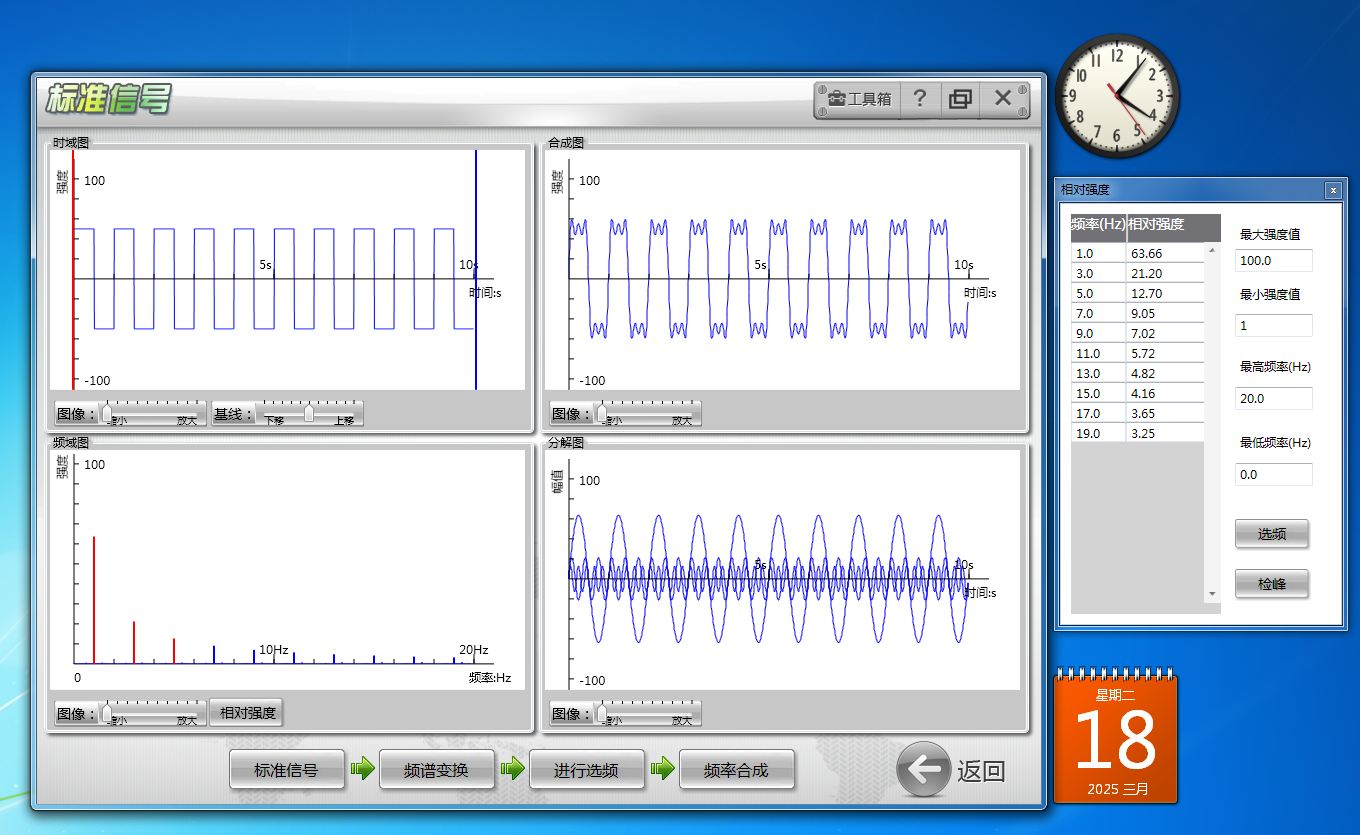 标准信号
工具箱 ?
时域图
强度
100
5s
10s
时间:s
-100
图像： 缩小 放大 基线： 下移 上移
合成图
强度
100
5s
10s
时间:s
-100
图像： 缩小 放大
频域图
强度
100
10Hz
20Hz
0
频率:Hz
图像： 缩小 放大 相对强度
分解图
幅值
100
5s
10s
时间:s
-100
图像： 缩小 放大
标准信号 频谱变换 进行选频 频率合成 返回
12
1
2
3
4
5
6
7
8
9
10
11
相对强度 x
频率(Hz) 相对强度
1.0 63.66
3.0 21.20
5.0 12.70
7.0 9.05
9.0 7.02
11.0 5.72
13.0 4.82
15.0 4.16
17.0 3.65
19.0 3.25
最大强度值
100.0
最小强度值
1
最高频率(Hz)
20.0
最低频率(Hz)
0.0
选频
检峰
星期二
18
2025 三月